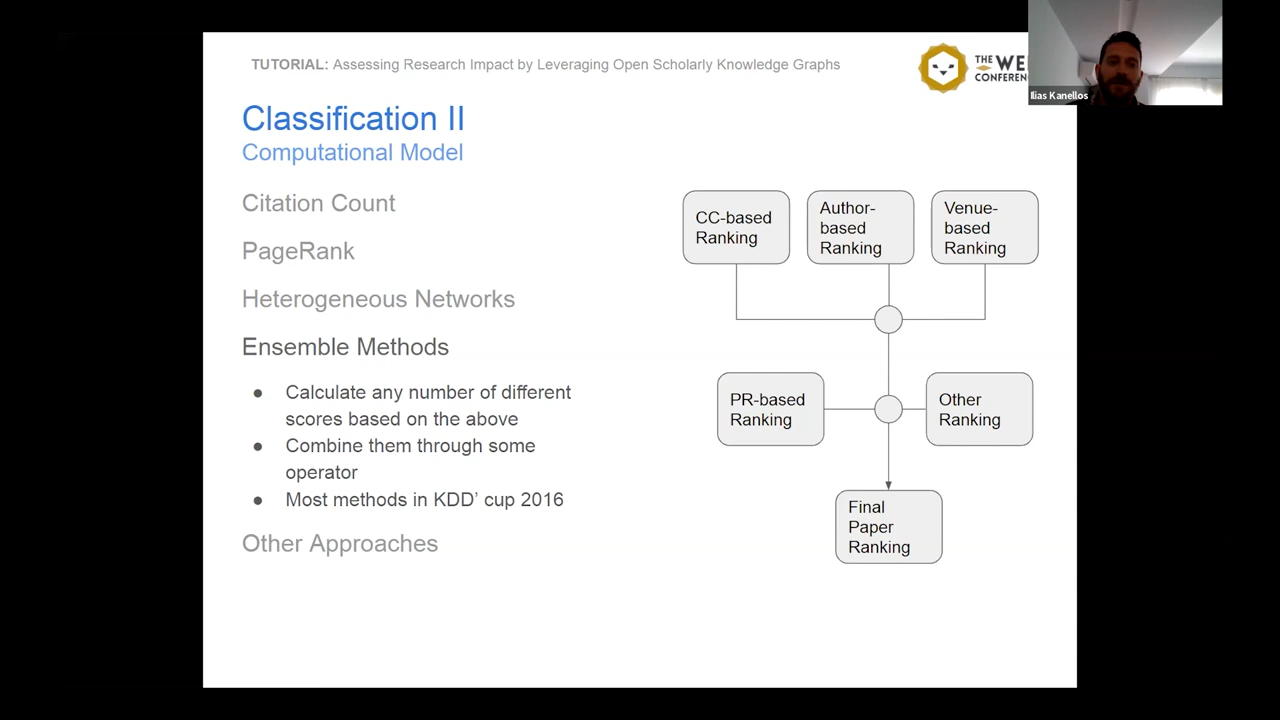 TUTORIAL: Assessing Research Impact by Leveraging Open Scholarly Knowledge Graphs
THE WE
CONFEREN
Ilias Kanellos
Classification II
Computational Model
Citation Count
PageRank
Heterogeneous Networks
Ensemble Methods
● Calculate any number of different
scores based on the above
● Combine them through some
operator
● Most methods in KDD’ cup 2016
Other Approaches
CC-based
Ranking
Author-
based
Ranking
Venue-
based
Ranking
PR-based
Ranking
Other
Ranking
Final
Paper
Ranking